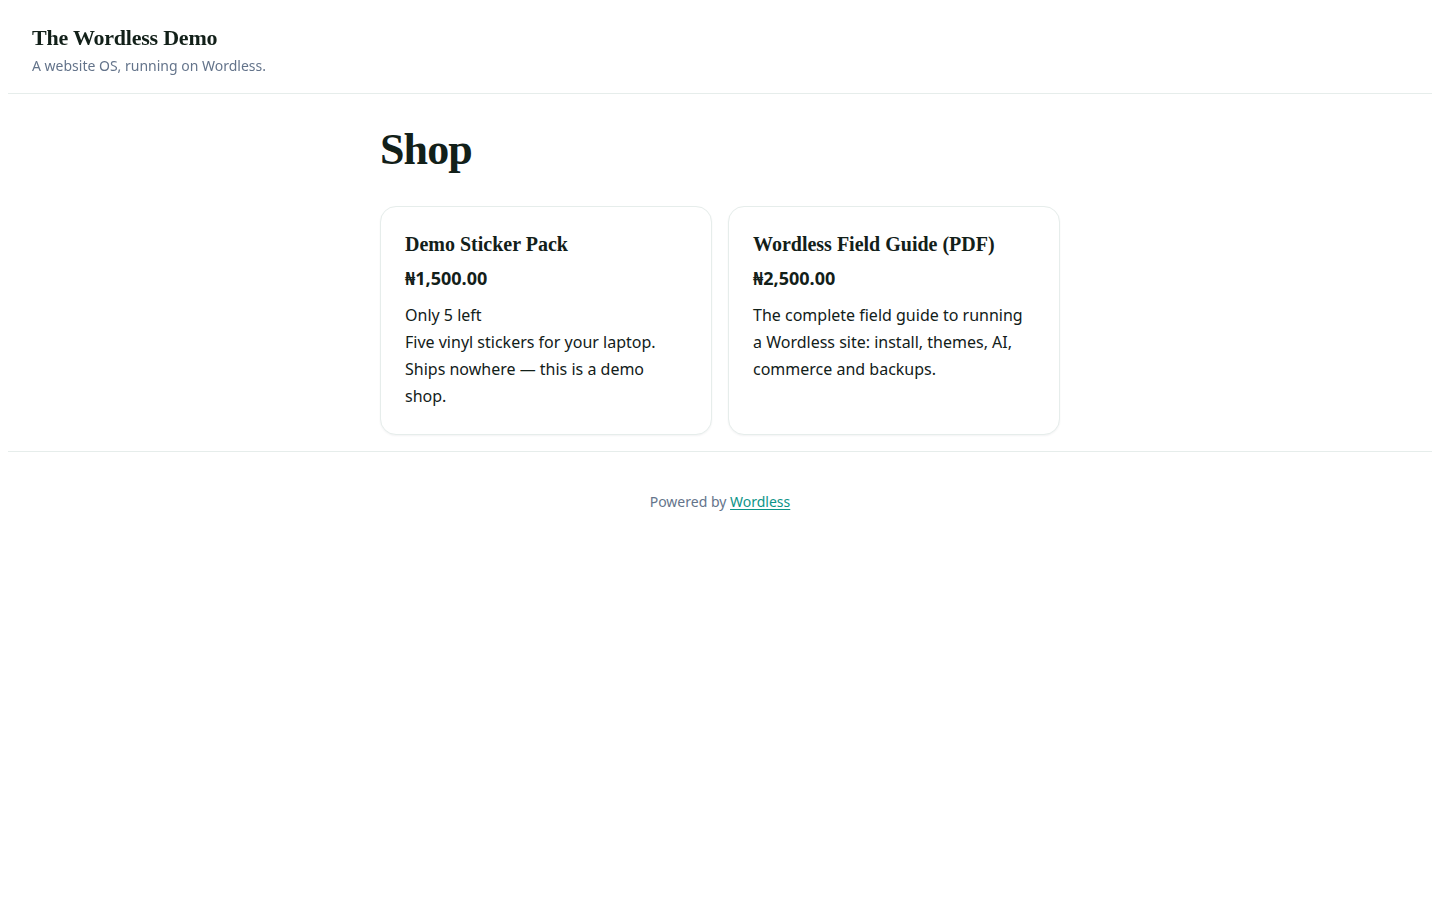 The Wordless Demo
A website OS, running on Wordless.
Shop
Demo Sticker Pack
₦1,500.00
Only 5 left
Five vinyl stickers for your laptop.
Ships nowhere — this is a demo
shop.
Wordless Field Guide (PDF)
₦2,500.00
The complete field guide to running
a Wordless site: install, themes, AI,
commerce and backups.
Powered by Wordless